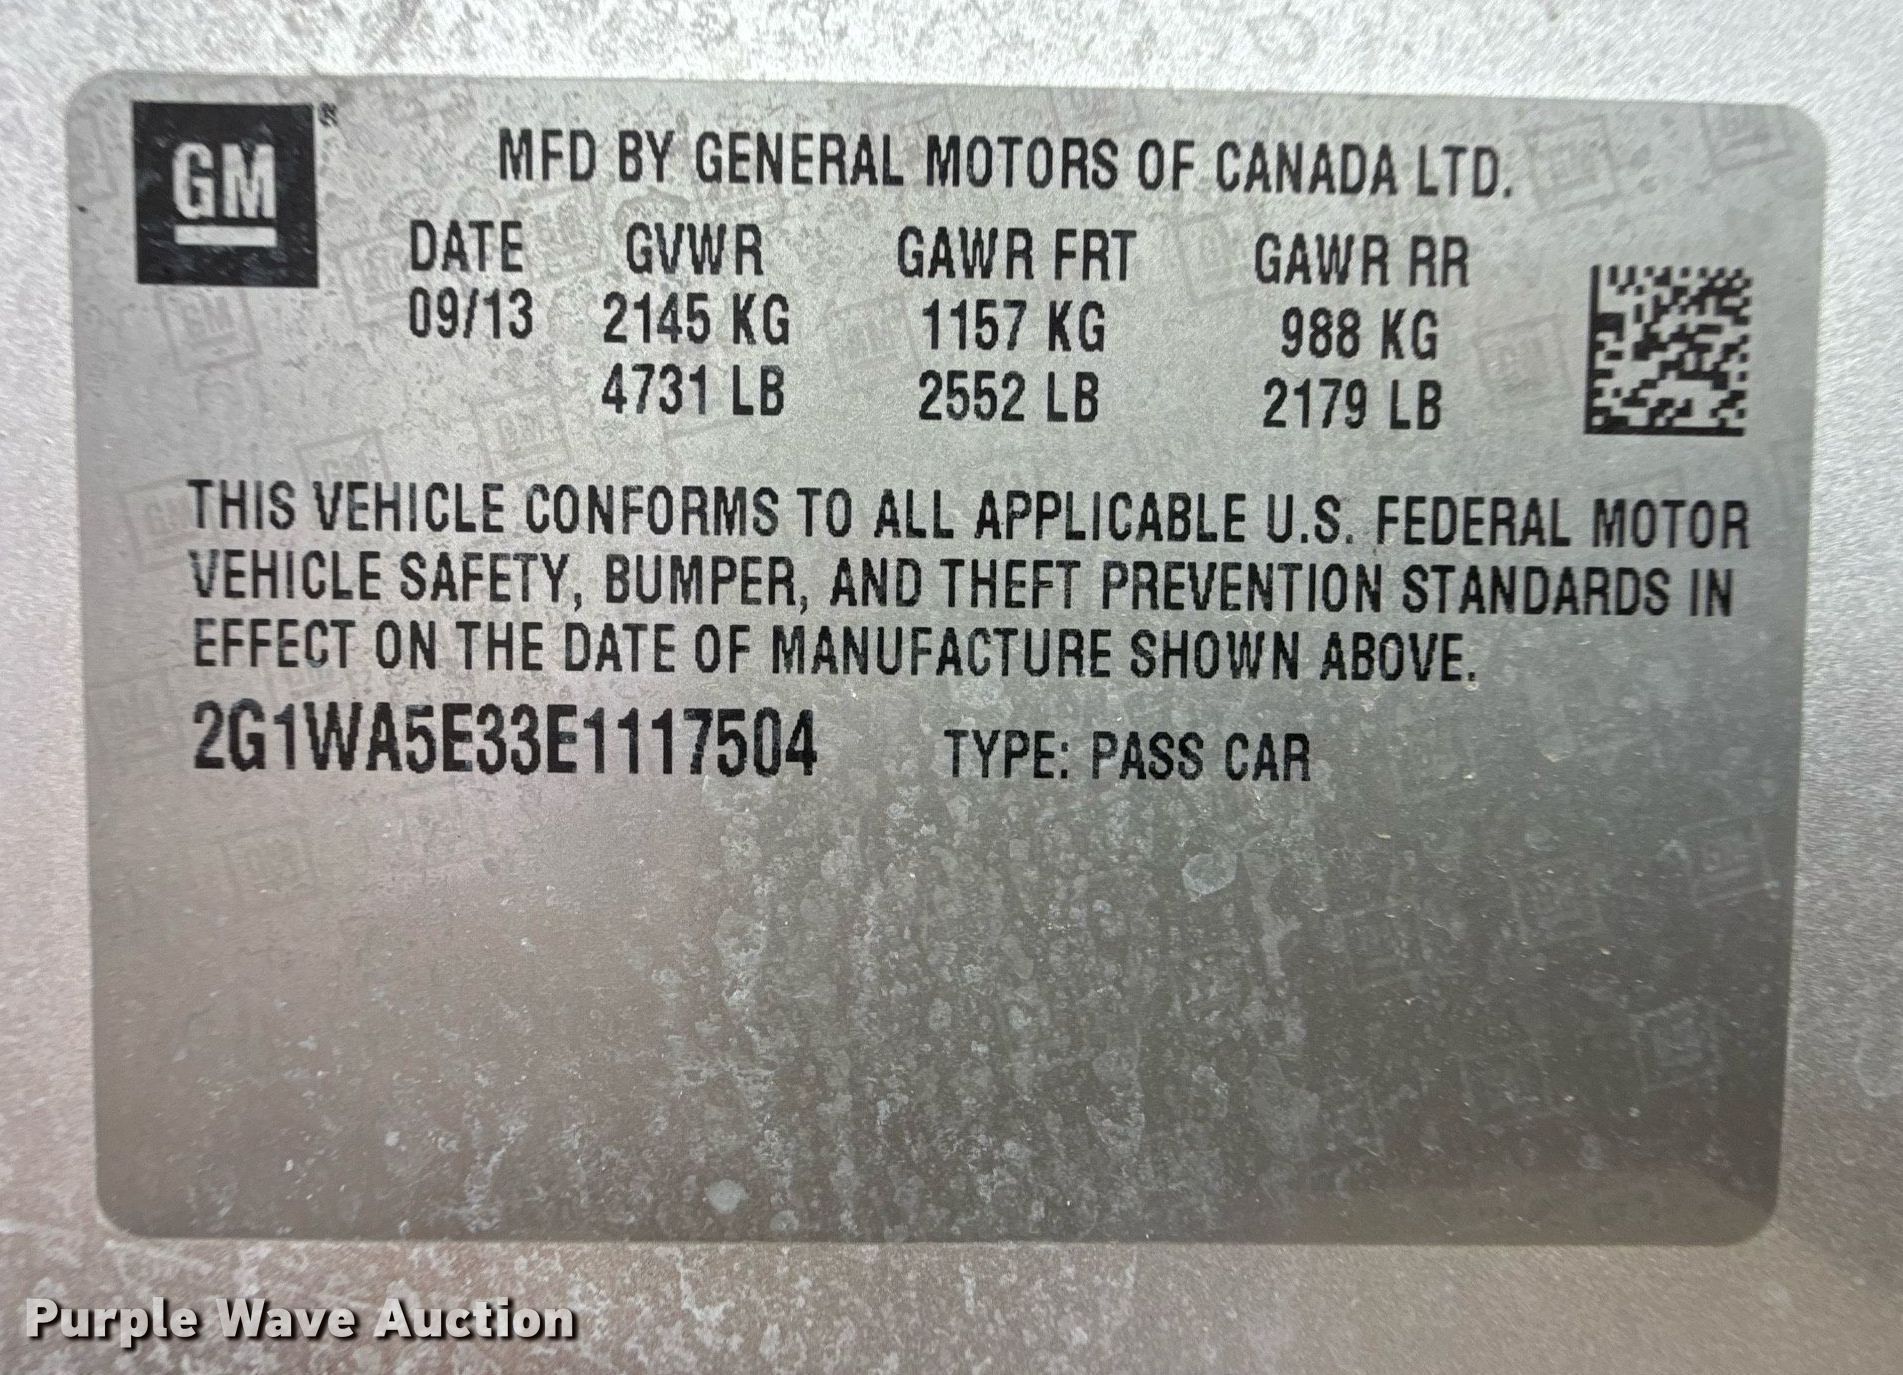 GM
MFD BY GENERAL MOTORS OF CANADA LTD.
DATE GVWR GAWR FRT GAWR RR
09/13 2145 KG 1157 KG 988 KG
4731 LB 2552 LB 2179 LB
THIS VEHICLE CONFORMS TO ALL APPLICABLE U.S. FEDERAL MOTOR
VEHICLE SAFETY, BUMPER, AND THEFT PREVENTION STANDARDS IN
EFFECT ON THE DATE OF MANUFACTURE SHOWN ABOVE.
2G1WA5E33E1117504 TYPE: PASS CAR
Purple Wave Auction